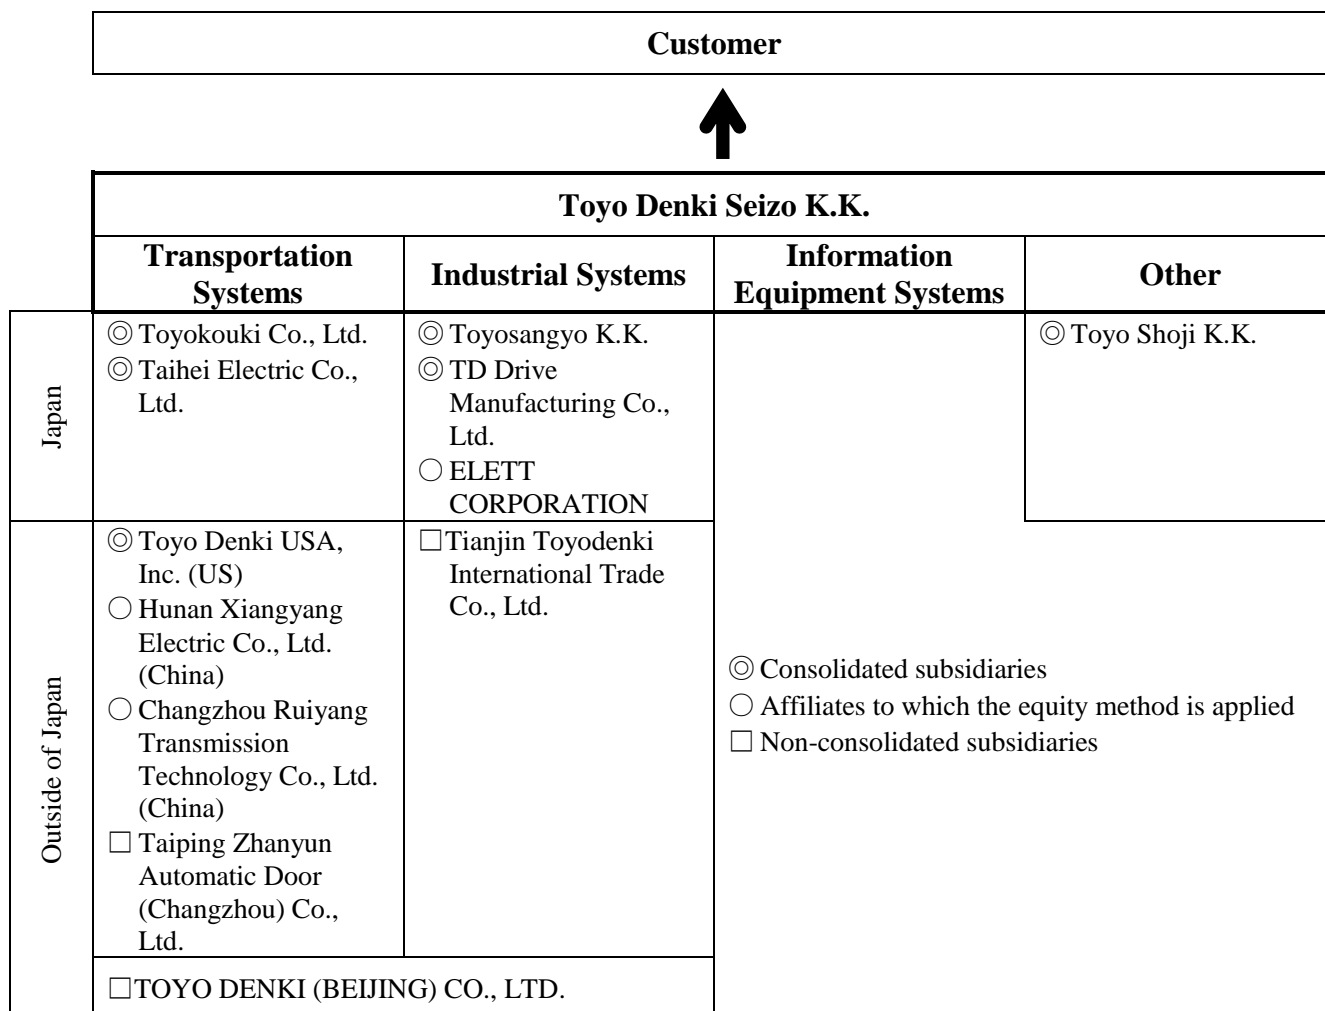 Customer
Toyo Denki Seizo K.K.
Transportation
Systems
Industrial Systems
Information
Equipment Systems
Other
Japan
◎ Toyokouki Co., Ltd.
◎ Taihei Electric Co.,
Ltd.
◎ Toyosangyo K.K.
◎ TD Drive
Manufacturing Co.,
Ltd.
○ ELETT
CORPORATION
◎ Toyo Shoji K.K.
Outside of Japan
◎ Toyo Denki USA,
Inc. (US)
○ Hunan Xiangyang
Electric Co., Ltd.
(China)
○ Changzhou Ruiyang
Transmission
Technology Co., Ltd.
(China)
□ Taiping Zhanyun
Automatic Door
(Changzhou) Co.,
Ltd.
□Tianjin Toyodenki
International Trade
Co., Ltd.
□TOYO DENKI (BEIJING) CO., LTD.
◎ Consolidated subsidiaries
○ Affiliates to which the equity method is applied
□ Non-consolidated subsidiaries